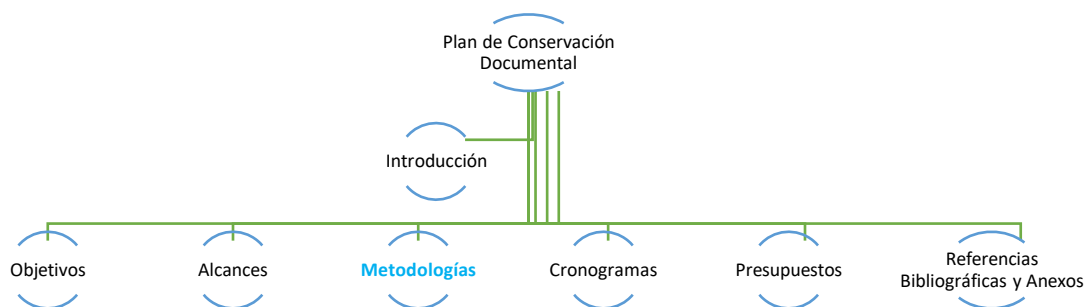 Plan de Conservación
Documental
Introducción
Objetivos
Alcances
Metodologías
Cronogramas
Presupuestos
Referencias
Bibliográficas y Anexos